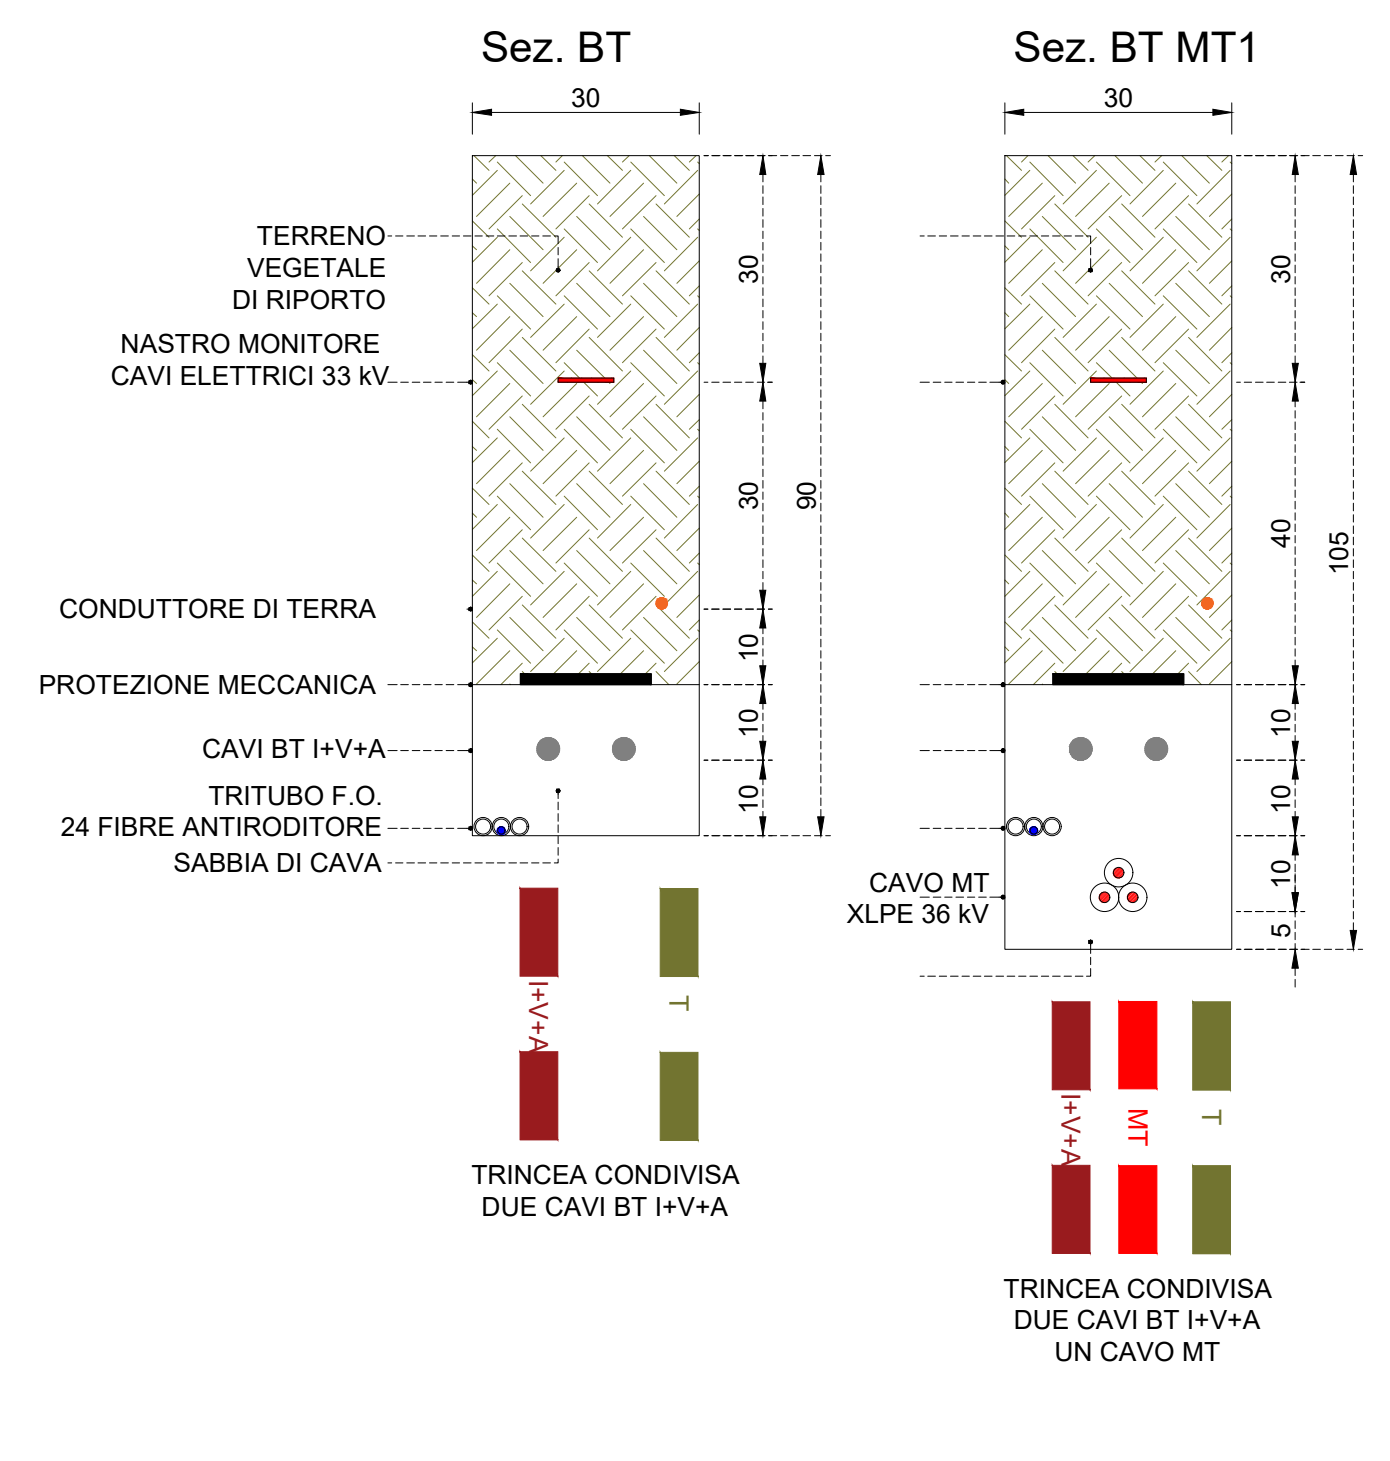 Sez. BT
Sez. BT MT1
30
30
TERRENO
VEGETALE
DI RIPORTO
NASTRO MONITORE
CAVI ELETTRICI 33 kV
CONDUTTORE DI TERRA
PROTEZIONE MECCANICA
CAVI BT I+V+A
TRITUBO F.O.
24 FIBRE ANTIRODITORE
SABBIA DI CAVA
30
30
10
10
10
90
CAVO MT
XLPE 36 kV
30
40
10
10
10
5
105
I+V+A
T
TRINCEA CONDIVISA
DUE CAVI BT I+V+A
I+V+A
MT
T
TRINCEA CONDIVISA
DUE CAVI BT I+V+A
UN CAVO MT